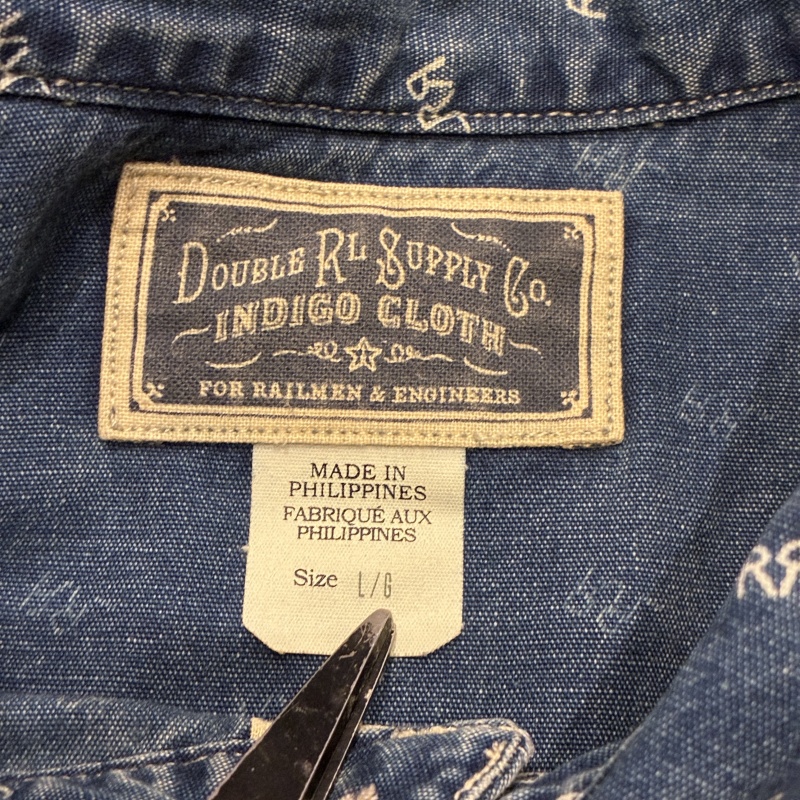 DOUBLE RL SUPPLY CO.
INDIGO CLOTH
FOR RAILMEN & ENGINEERS
MADE IN
PHILIPPINES
FABRIQUÉ AUX
PHILIPPINES
Size L/G